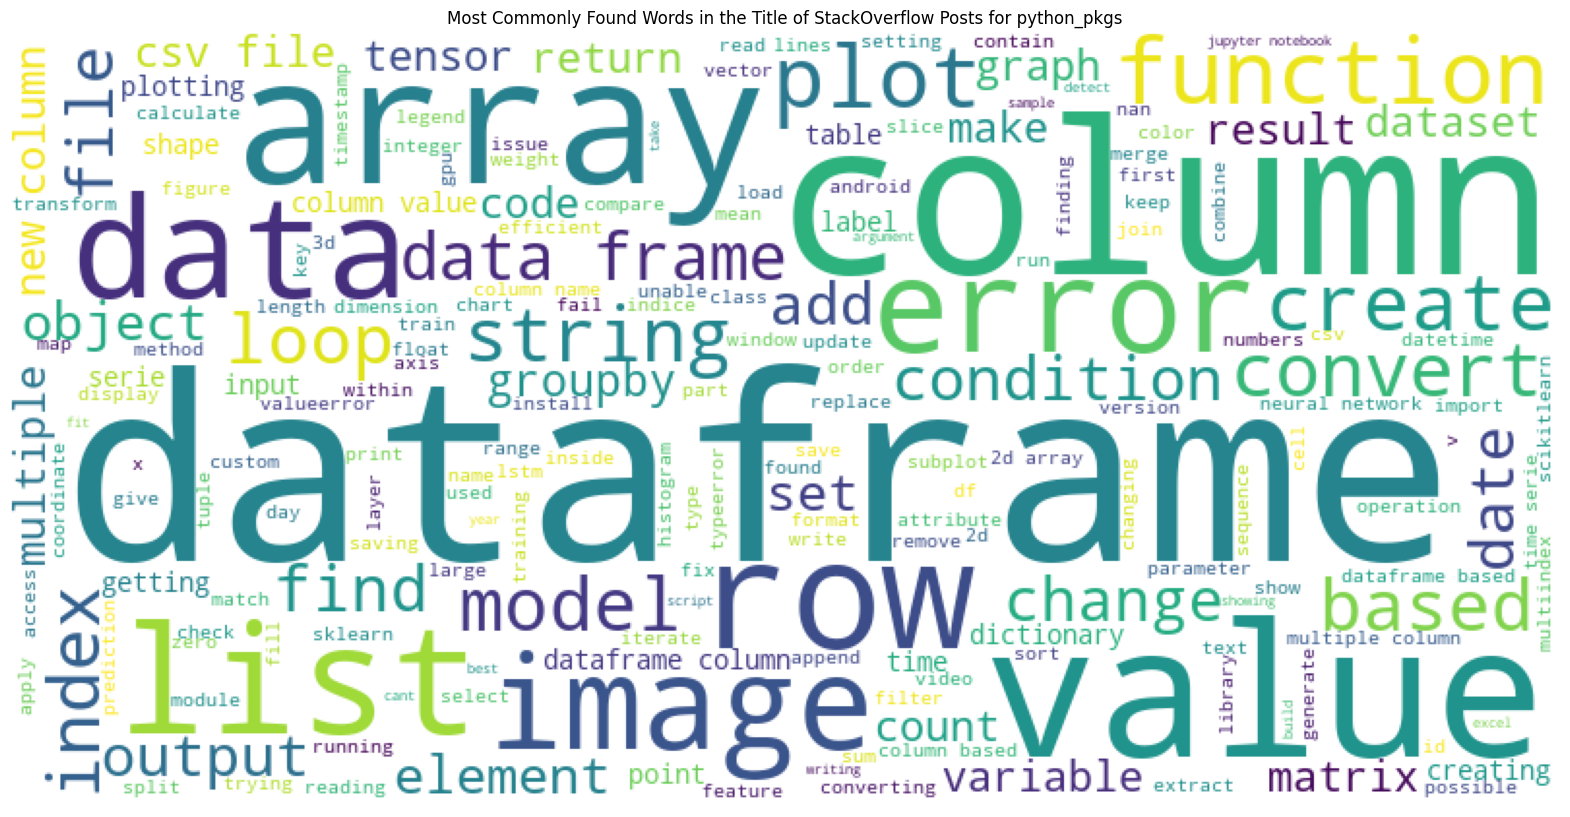 Most Commonly Found Words in the Title of StackOverflow Posts for python_pkgs
new column
file
csv file
plotting
calculate
shape
figure
transform
tensor
return
array
timestamp
legend
integer
issue
weight
gpu
take
vector
read lines
setting
contain
jupyter notebook
plot
graph
detect
sample
function
table
slice
make
nan
color
result
dataset
merge
first
keep
join
combine
finding
column
android
load
mean
label
argument
run
data
column value
code
compare
efficient
3d
key
data frame
column name
unable
class
indice
fail
add
error
create
length
dimension
chart
object
map
method
loop
train
float
axis
string
window
update
numbers
csv
datetime
serie
display
fit
input
within
valueerror
groupby
install
part
order
replace
condition
convert
version
neural network
import
multiple
coordinate
dataframe
x
give
custom
day
tuple
print
layer
saving
range
name
lstm
inside
used
year
training
histogram
type
typeerror
found
save
set
format
write
subplot
2d array
df
attribute
remove
2d
changing
sequence
cell
v
operation
date
time serie
scikitlearn
multiindex
access
index
getting
match
find
large
model
fix
script
iterate
row
change
showing
parameter
show
dataframe based
based
apply
prediction
list
check
zero
fill
sklearn
module
best
cant
select
dataframe column
append
image
dictionary
time
video
filter
sort
count
column based
value
text
multiple column
library
generate
build
excel
output
running
split
trying
reading
element
point
feature
writing
sum
converting
variable
extract
matrix
id
creating
possible